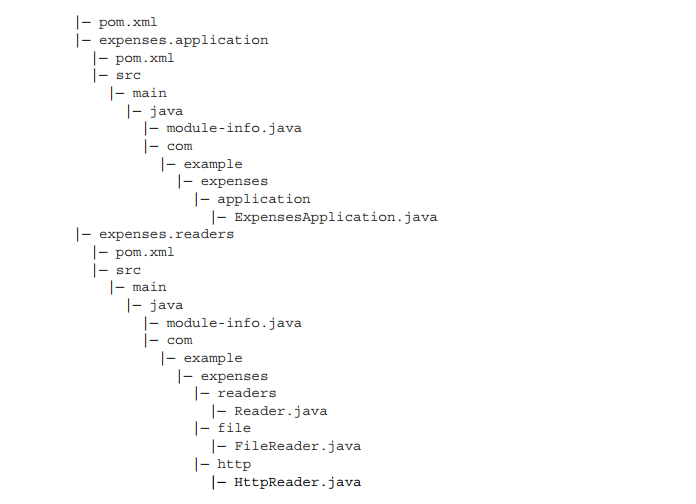 |─ pom.xml
|─ expenses.application
|─ pom.xml
|─ src
|─ main
|─ java
|─ module-info.java
|─ com
|─ example
|─ expenses
|─ application
|─ ExpensesApplication.java
|─ expenses.readers
|─ pom.xml
|─ src
|─ main
|─ java
|─ module-info.java
|─ com
|─ example
|─ expenses
|─ readers
|─ Reader.java
|─ file
|─ FileReader.java
|─ http
|─ HttpReader.java